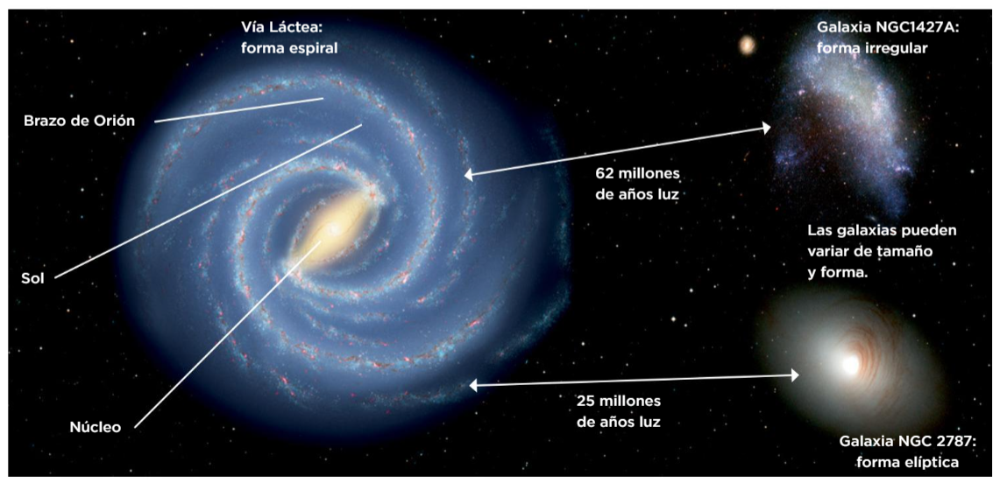 Vía Láctea:
forma espiral
Galaxia NGC1427A:
forma irregular
Brazo de Orión
62 millones
de años luz
Las galaxias pueden
variar de tamaño
y forma.
Sol
25 millones
de años luz
Núcleo
Galaxia NGC 2787:
forma elíptica